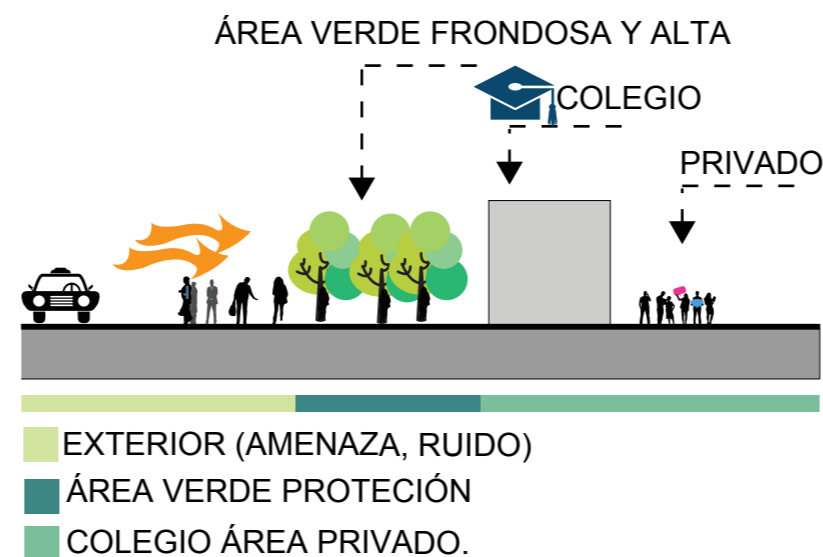 ÁREA VERDE FRONDOSA Y ALTA
COLEGIO
PRIVADO
EXTERIOR (AMENAZA, RUIDO)
ÁREA VERDE PROTECIÓN
COLEGIO ÁREA PRIVADO.